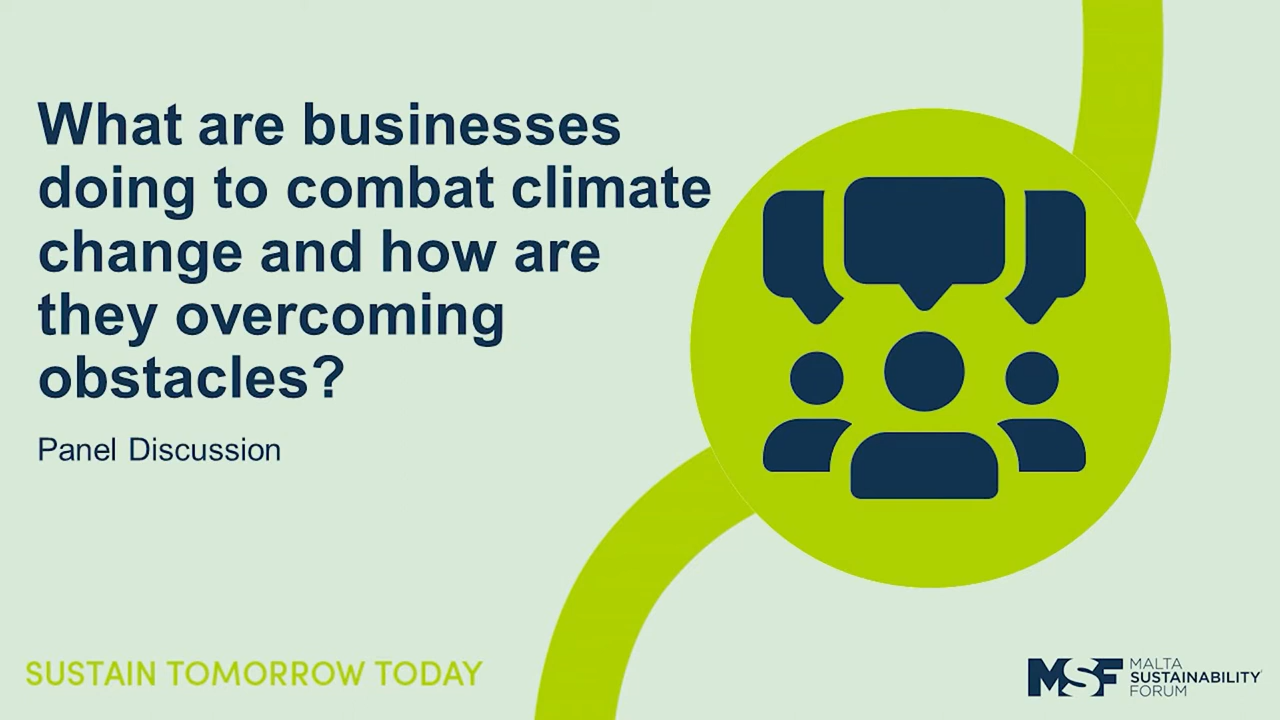 What are businesses
doing to combat climate
change and how are
they overcoming
obstacles?
Panel Discussion
SUSTAIN TOMORROW TODAY
MSF
MALTA
SUSTAINABILITY
FORUM